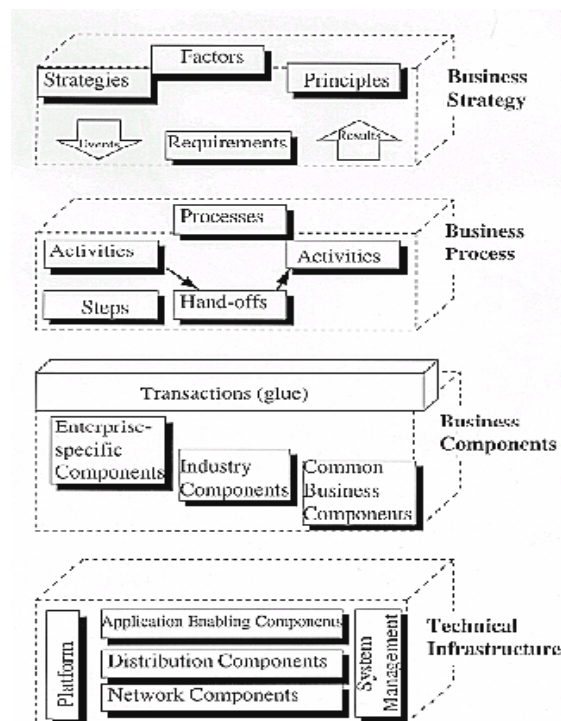 Factors
Strategies
Principles
Business
Strategy
Events
Requirements
Results
Processes
Business
Process
Activities
Activities
Steps
Hand-offs
Transactions (glue)
Business
Components
Enterprise-
specific
Components
Industry
Components
Common
Business
Components
Platform
Application Enabling Components
Distribution Components
Network Components
System
Management
Technical
Infrastructure